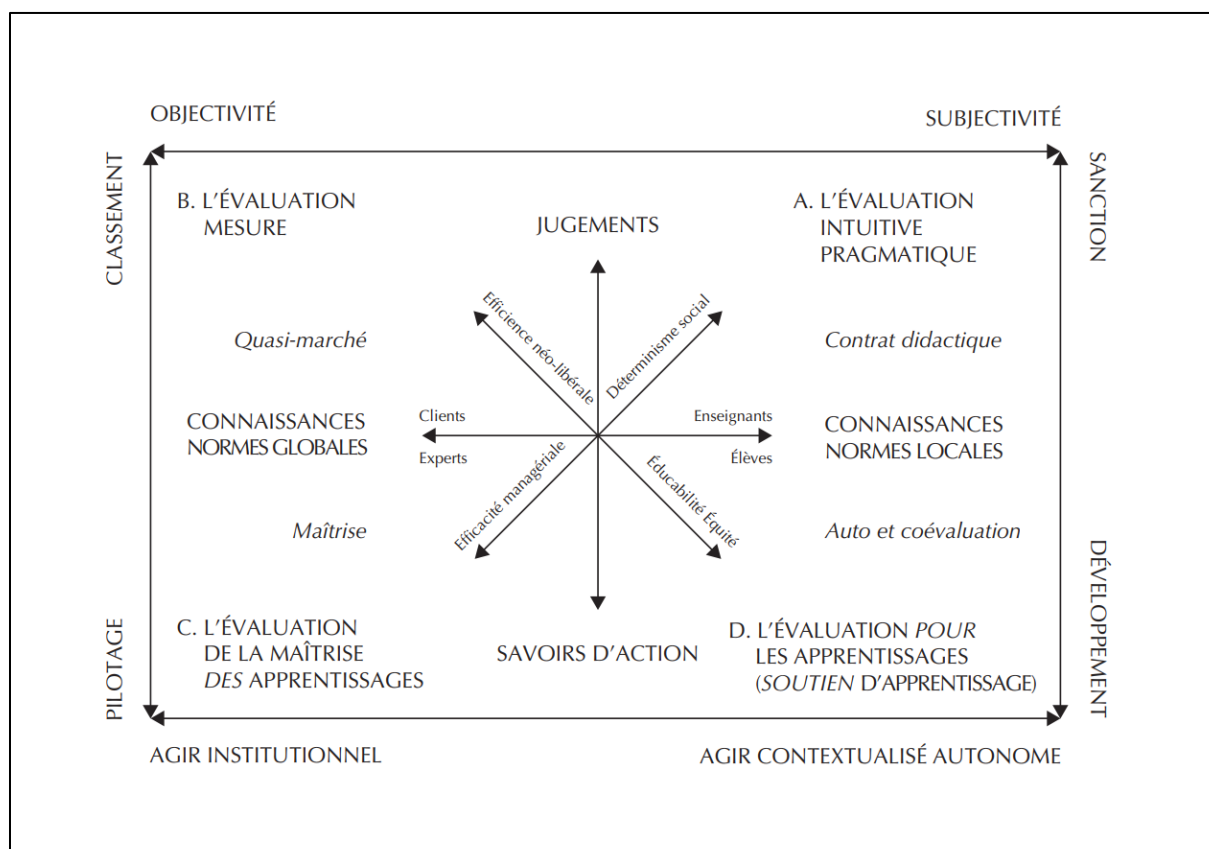 OBJECTIVITÉ
SUBJECTIVITÉ
CLASSEMENT
SANCTION
B. L’ÉVALUATION
MESURE
JUGEMENTS
A. L’ÉVALUATION
INTUITIVE
PRAGMATIQUE
Efficience néo-libérale
Déterminisme social
Quasi-marché
Contrat didactique
CONNAISSANCES
NORMES GLOBALES
Clients
Experts
Enseignants
Élèves
CONNAISSANCES
NORMES LOCALES
Efficacité managériale
Éducabilité Équité
Maîtrise
Auto et coévaluation
PILOTAGE
DÉVELOPPEMENT
C. L’ÉVALUATION
DE LA MAÎTRISE
DES APPRENTISSAGES
SAVOIRS D’ACTION
D. L’ÉVALUATION POUR
LES APPRENTISSAGES
(SOUTIEN D’APPRENTISSAGE)
AGIR INSTITUTIONNEL
AGIR CONTEXTUALISÉ AUTONOME